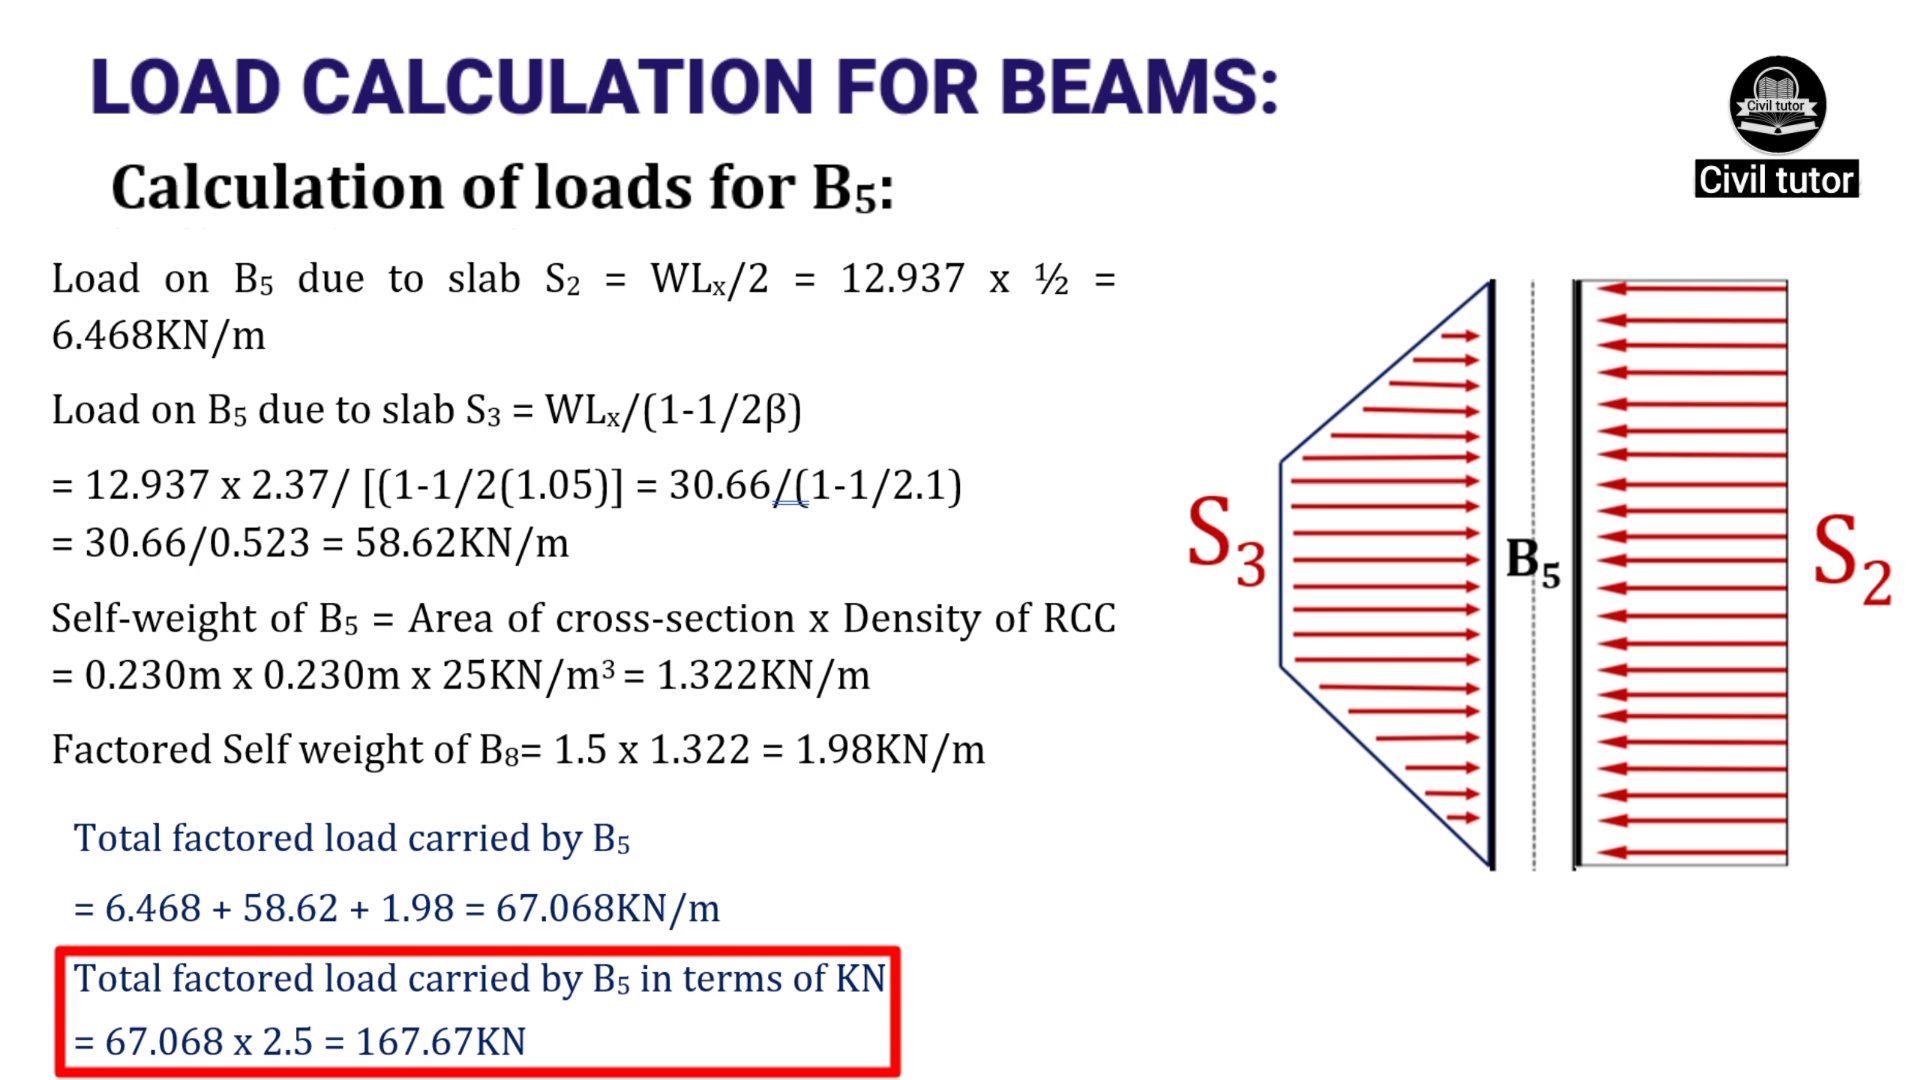 LOAD CALCULATION FOR BEAMS:
Civil tutor
Civil tutor
Calculation of loads for B₅:
Load on B₅ due to slab S₂ = WLₓ/2 = 12.937 x ½ =
6.468KN/m
Load on B₅ due to slab S₃ = WLₓ/(1-1/2β)
= 12.937 x 2.37/ [(1-1/2(1.05)] = 30.66/(1-1/2.1)
= 30.66/0.523 = 58.62KN/m
Self-weight of B₅ = Area of cross-section x Density of RCC
= 0.230m x 0.230m x 25KN/m³ = 1.322KN/m
Factored Self weight of B₈= 1.5 x 1.322 = 1.98KN/m
Total factored load carried by B₅
= 6.468 + 58.62 + 1.98 = 67.068KN/m
Total factored load carried by B₅ in terms of KN
= 67.068 x 2.5 = 167.67KN
S₃
B₅
S₂